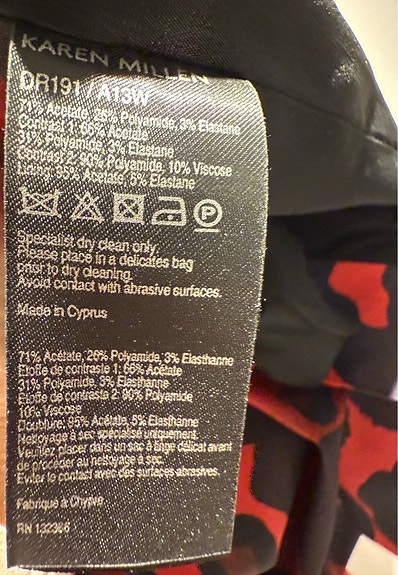 KAREN MILLEN
DR191 / A13W
71% Acetate, 26% Polyamide, 3% Elastane
Contrast 1: 66% Acetate
31% Polyamide, 3% Elastane
contrast 2: 90% Polyamide, 10% Viscose
Lining: 95% Acetate, 5% Elastane
P
Specialist dry clean only.
Please place in a delicates bag
prior to dry cleaning.
Avoid contact with abrasive surfaces.
Made in Cyprus
71% Acétate, 26% Polyamide, 3% Elasthanne
Etoffe de contraste 1: 66% Acétate
31% Polyamide, 3% Elasthanne
Etoffe de contraste 2: 90% Polyamide
10% Viscose
Doublure: 95% Acétate, 5% Elasthanne
Nettoyage à sec spécialisé uniquement.
Veuillez placer dans un sac à linge délicat avant
de procéder au nettoyage à sec.
Eviter le contact avec des surfaces abrasives.
Fabriqué à Chypre
RN 132366